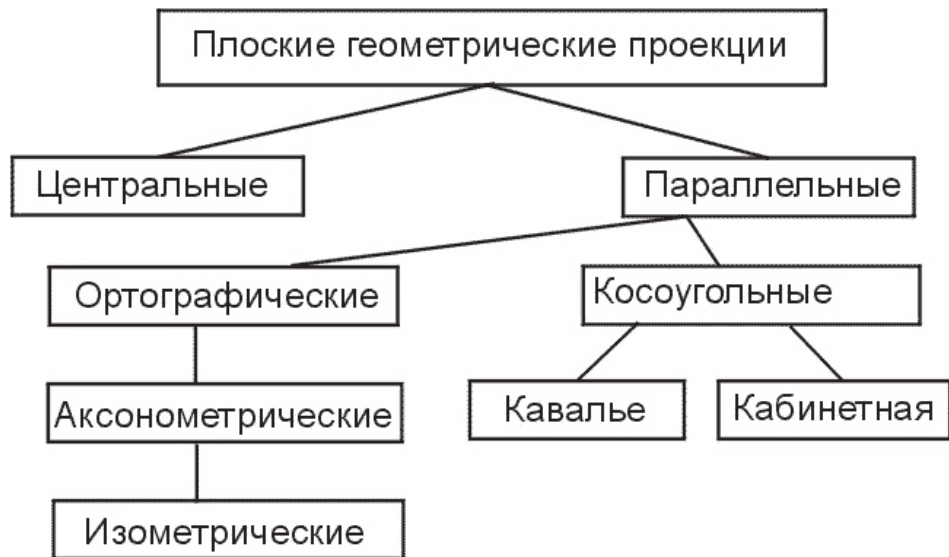 Плоские геометрические проекции
Центральные
Параллельные
Ортографические
Косоугольные
Аксонометрические
Кавалье
Кабинетная
Изометрические